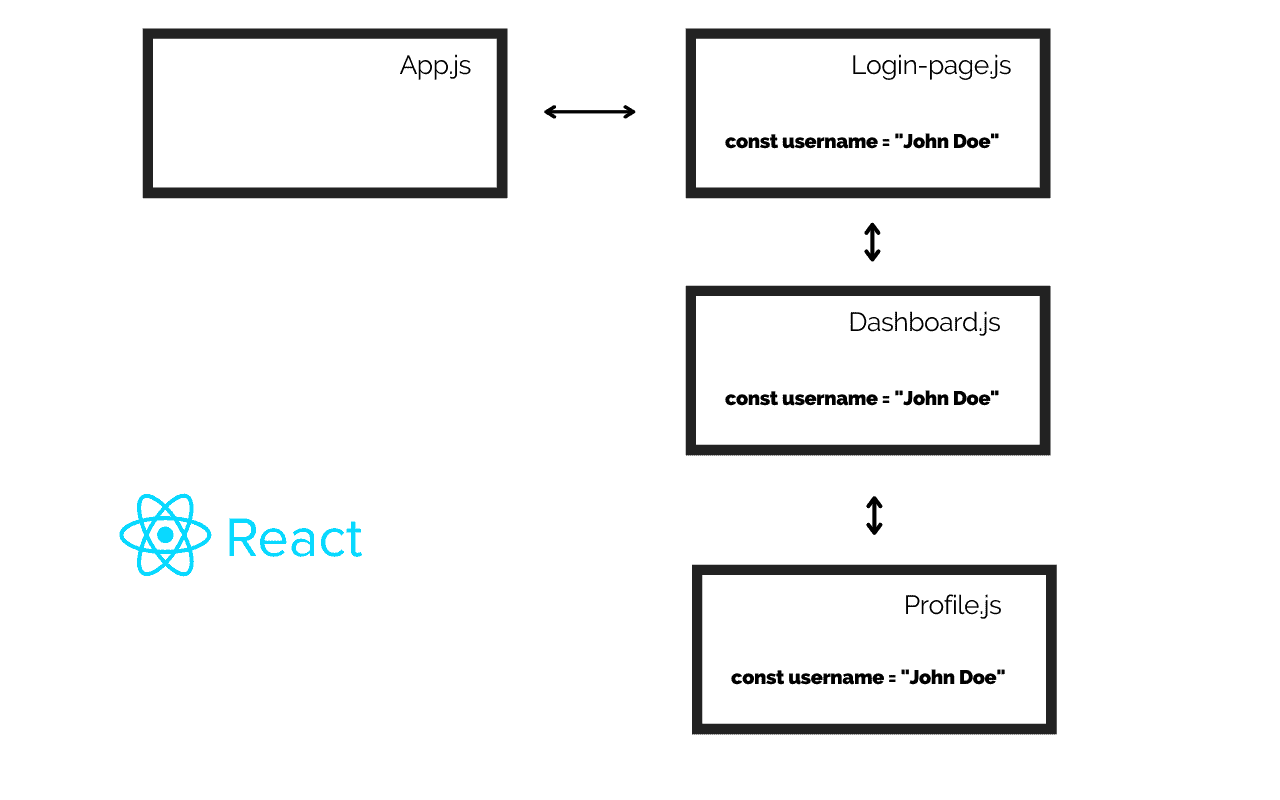 App.js
Login-page.js
const username = "John Doe"
Dashboard.js
const username = "John Doe"
React
Profile.js
const username = "John Doe"